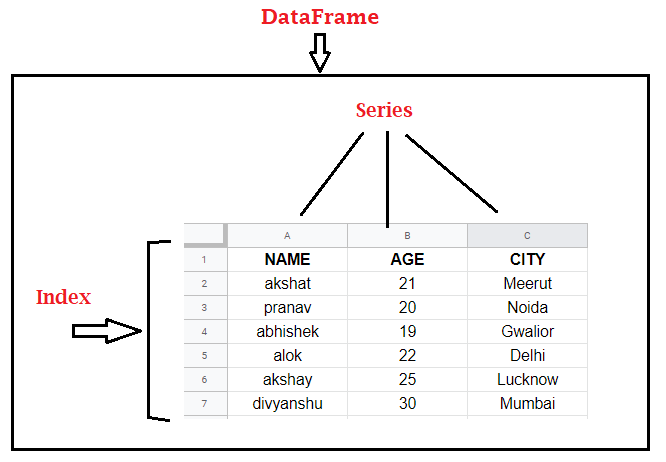 DataFrame
Series
A B C
1 NAME AGE CITY
2 akshat 21 Meerut
3 pranav 20 Noida
Index
4 abhishek 19 Gwalior
5 alok 22 Delhi
6 akshay 25 Lucknow
7 divyanshu 30 Mumbai